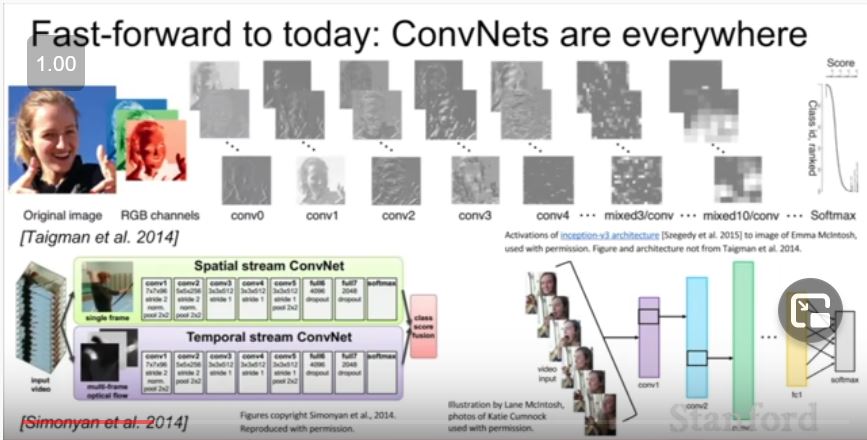 Fast-forward to today: ConvNets are everywhere
1.00
Score
Class id, ranked
Original image RGB channels conv0 conv1 conv2 conv3 conv4 ··· mixed3/conv ··· mixed10/conv ··· Softmax
[Taigman et al. 2014]
Activations of inception-v3 architecture [Szegedy et al. 2015] to image of Emma McIntosh,
used with permission. Figure and architecture not from Taigman et al. 2014.
Spatial stream ConvNet
single frame
conv1 conv2 conv3 conv4 conv5 full6 full7 softmax
7x7x96 5x5x256 3x3x512 3x3x512 3x3x512 4096 2048
stride 2 stride 2 stride 1 stride 1 stride 1 dropout dropout
norm. norm. pool 2x2
pool 2x2 pool 2x2
Temporal stream ConvNet
multi-frame
optical flow
conv1 conv2 conv3 conv4 conv5 full6 full7 softmax
7x7x96 5x5x256 3x3x512 3x3x512 3x3x512 4096 2048
stride 2 stride 2 stride 1 stride 1 stride 1 dropout dropout
norm. pool 2x2 pool 2x2
pool 2x2
input
video
class
score
fusion
video
input
conv1
conv2
fc1
softmax
[Simonyan et al. 2014]
Figures copyright Simonyan et al., 2014.
Reproduced with permission.
Illustration by Lane McIntosh,
photos of Katie Cumnock
used with permission.
Stanford